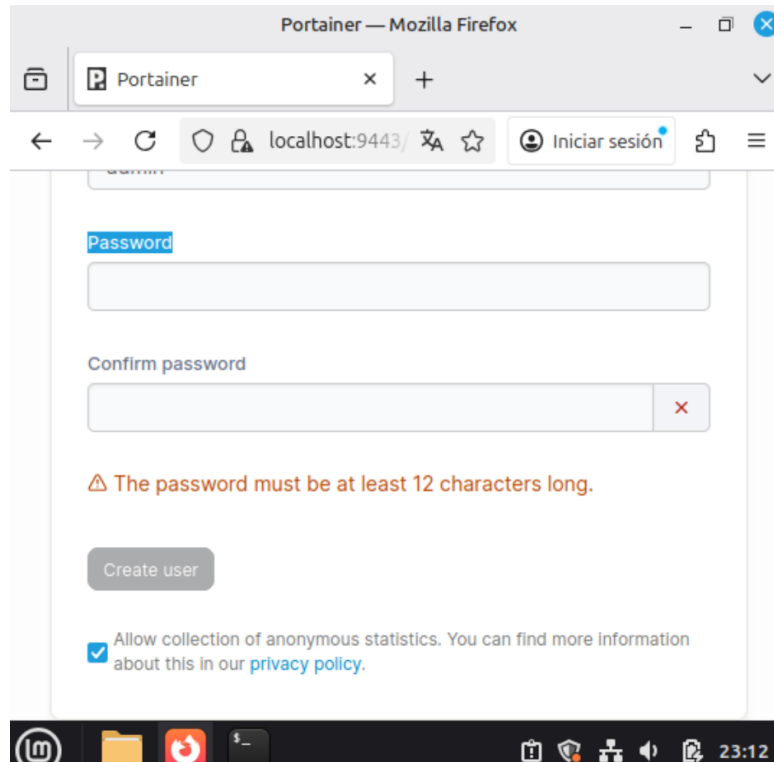 Portainer — Mozilla Firefox
Portainer
localhost:9443/
Iniciar sesión
admin
Password
Confirm password
The password must be at least 12 characters long.
Create user
Allow collection of anonymous statistics. You can find more information
about this in our privacy policy.
23:12